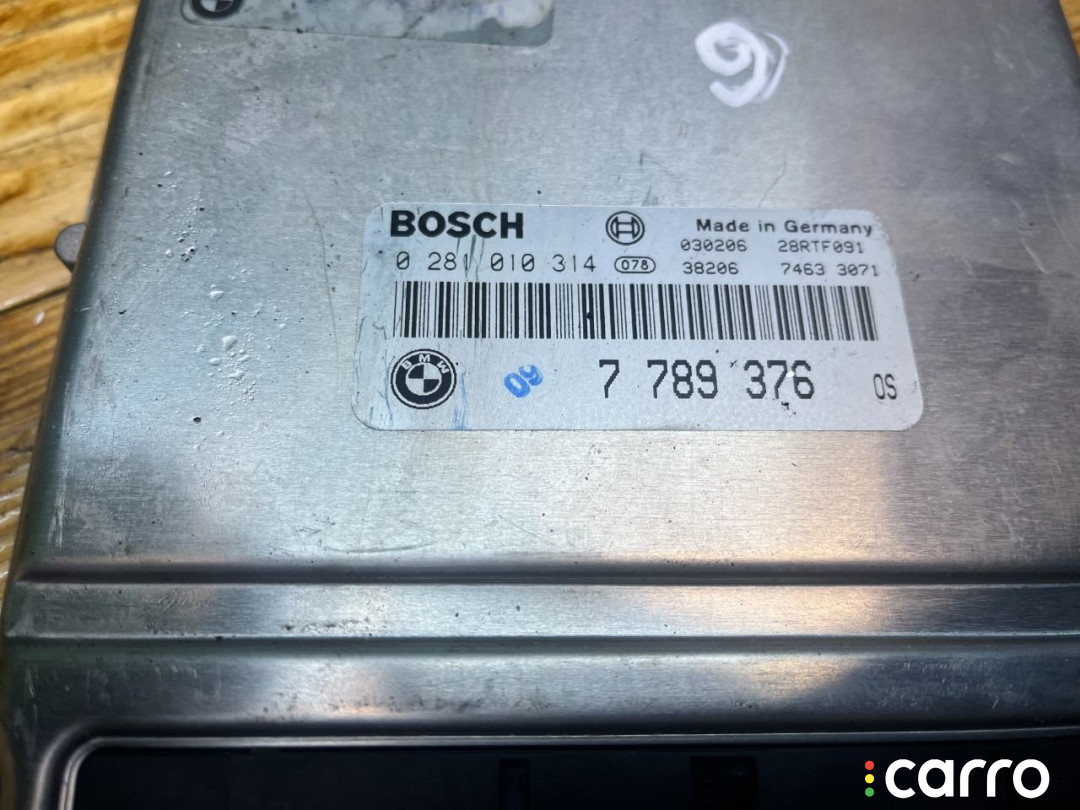 9
BOSCH Made in Germany
030206 28RTF091
0 281 010 314 078 38206 7463 3071
BMW 09 7 789 376 OS
carro